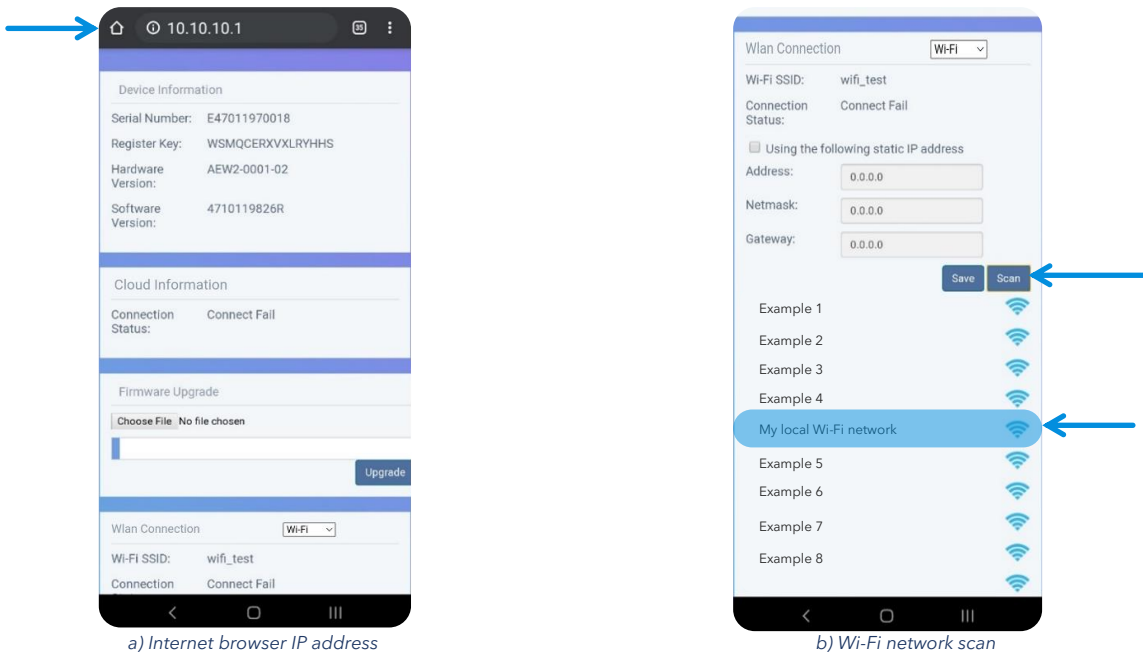 10.10.10.1
35
Device Information
Serial Number: E47011970018
Register Key: WSMQCERXVXLRYHHS
Hardware Version: AEW2-0001-02
Software Version: 4710119826R
Cloud Information
Connection Status: Connect Fail
Firmware Upgrade
Choose File No file chosen
Upgrade
Wlan Connection Wi-Fi
Wi-Fi SSID: wifi_test
Connection Connect Fail
a) Internet browser IP address
Wlan Connection Wi-Fi
Wi-Fi SSID: wifi_test
Connection Status: Connect Fail
Using the following static IP address
Address: 0.0.0.0
Netmask: 0.0.0.0
Gateway: 0.0.0.0
Save Scan
Example 1
Example 2
Example 3
Example 4
My local Wi-Fi network
Example 5
Example 6
Example 7
Example 8
b) Wi-Fi network scan